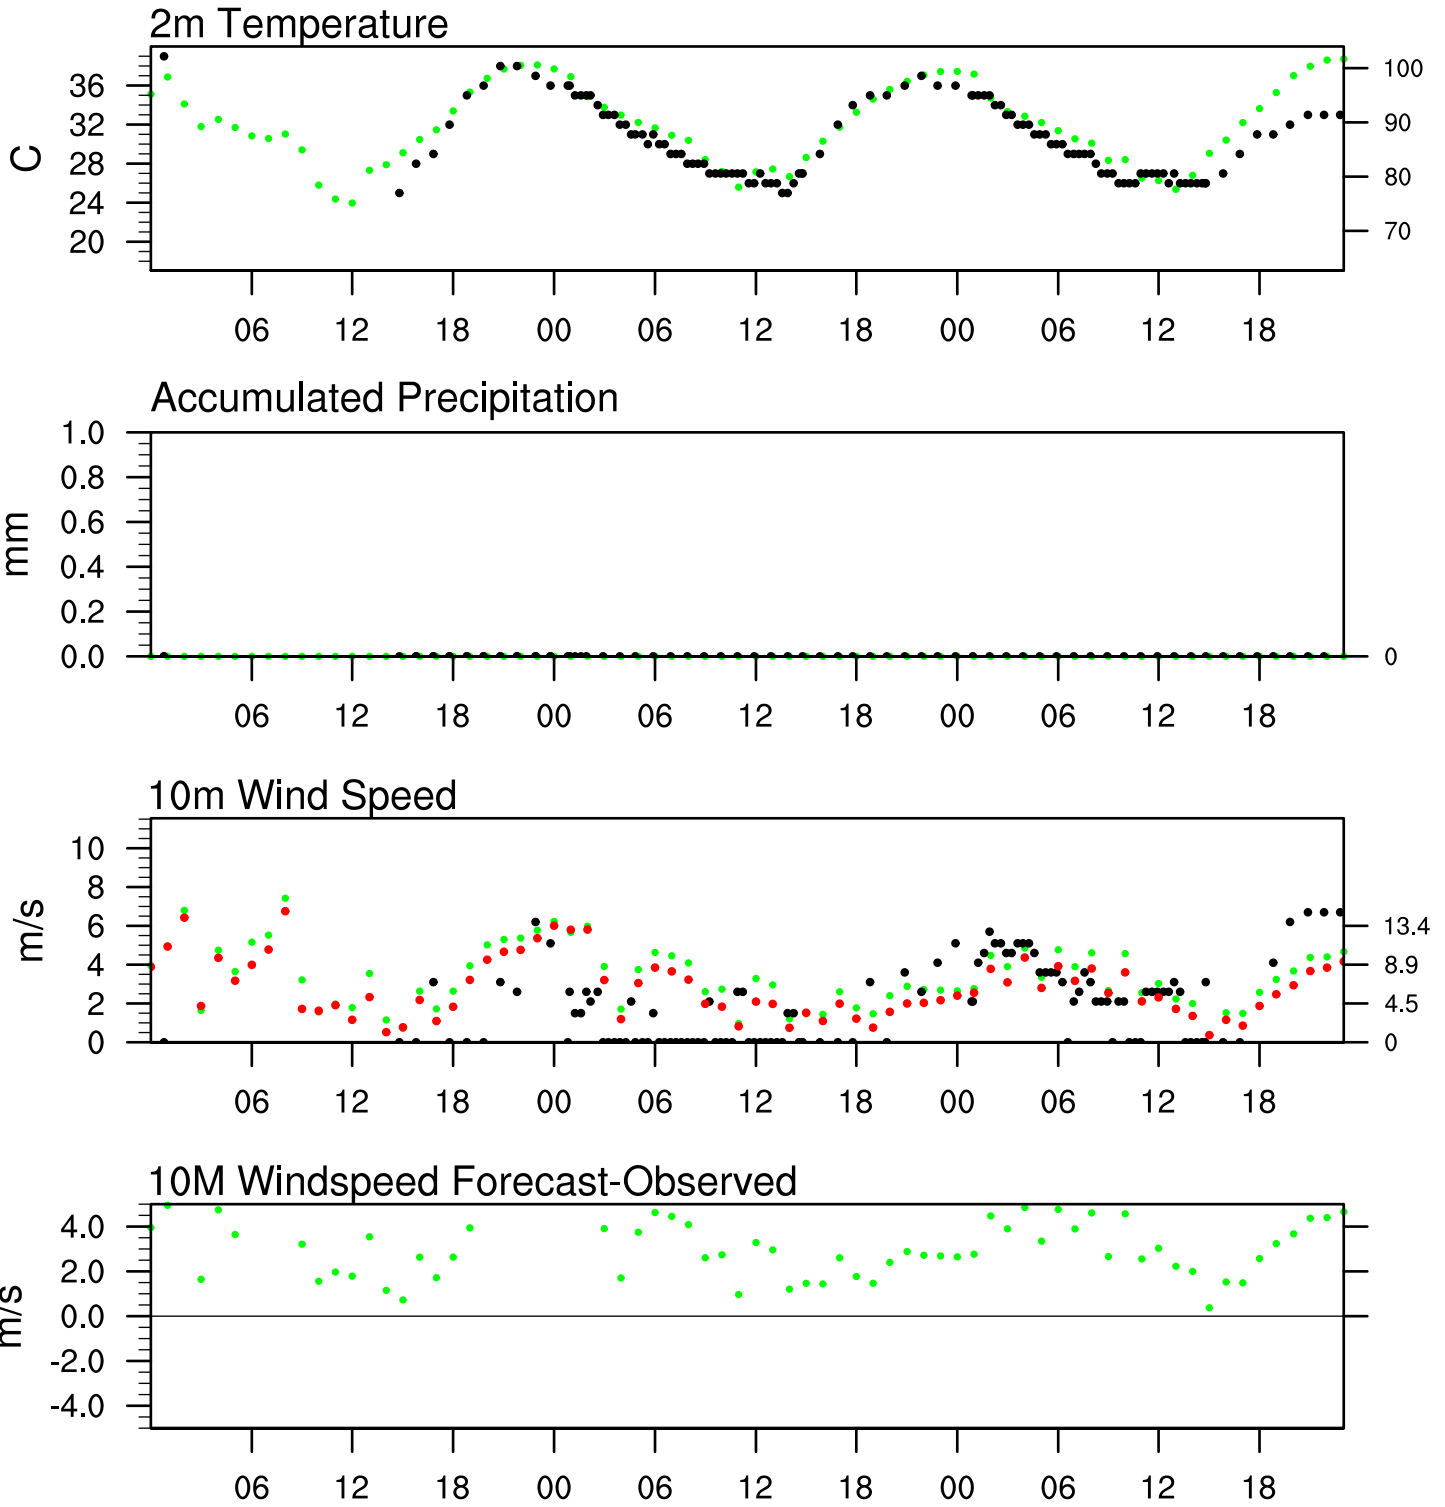 2m Temperature
C
36
32
28
24
20
100
90
80
70
06 12 18 00 06 12 18 00 06 12 18
Accumulated Precipitation
mm
1.0
0.8
0.6
0.4
0.2
0.0
0
06 12 18 00 06 12 18 00 06 12 18
10m Wind Speed
m/s
10
8
6
4
2
0
13.4
8.9
4.5
0
06 12 18 00 06 12 18 00 06 12 18
10M Windspeed Forecast-Observed
m/s
4.0
2.0
0.0
-2.0
-4.0
06 12 18 00 06 12 18 00 06 12 18